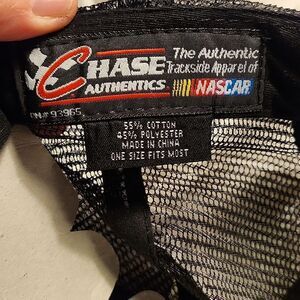 CHASE
AUTHENTICS
The Authentic
Trackside Apparel of
NASCAR
RN# 93965
55% COTTON
45% POLYESTER
MADE IN CHINA
ONE SIZE FITS MOST